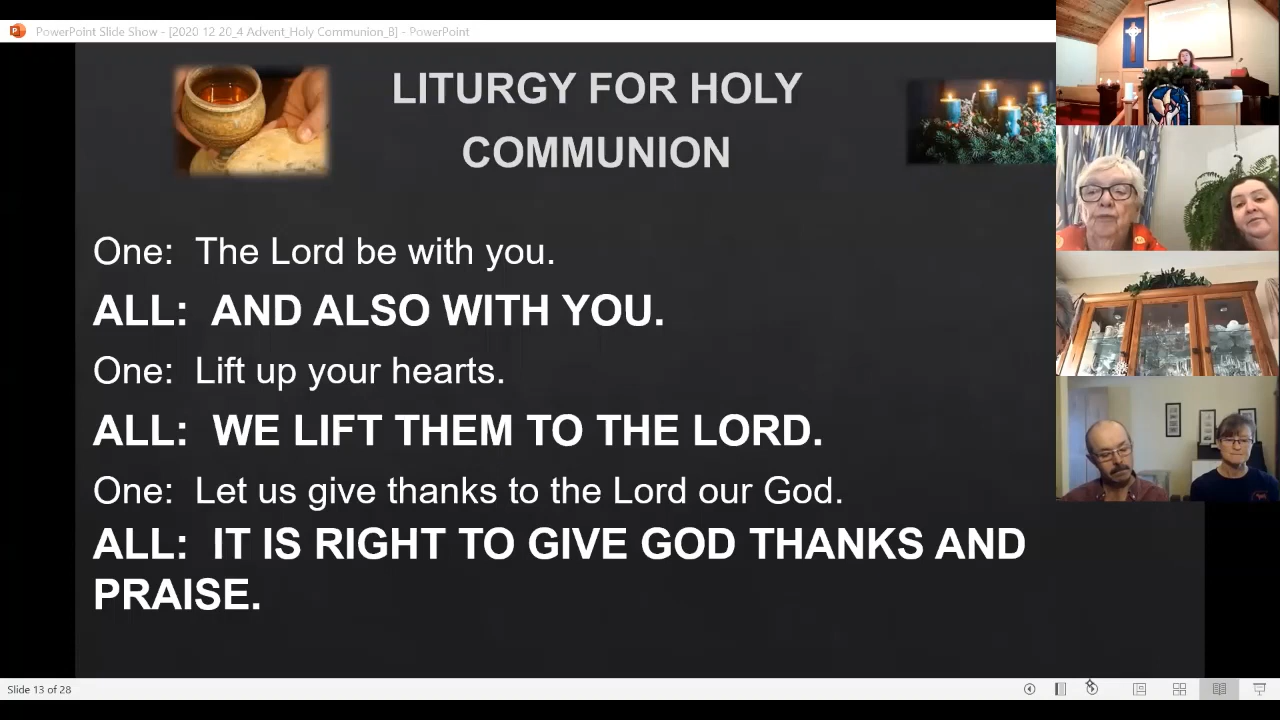 PowerPoint Slide Show - [2020 12 20_4 Advent_Holy Communion_B] - PowerPoint
LITURGY FOR HOLY
COMMUNION
One: The Lord be with you.
ALL: AND ALSO WITH YOU.
One: Lift up your hearts.
ALL: WE LIFT THEM TO THE LORD.
One: Let us give thanks to the Lord our God.
ALL: IT IS RIGHT TO GIVE GOD THANKS AND
PRAISE.
Slide 13 of 28